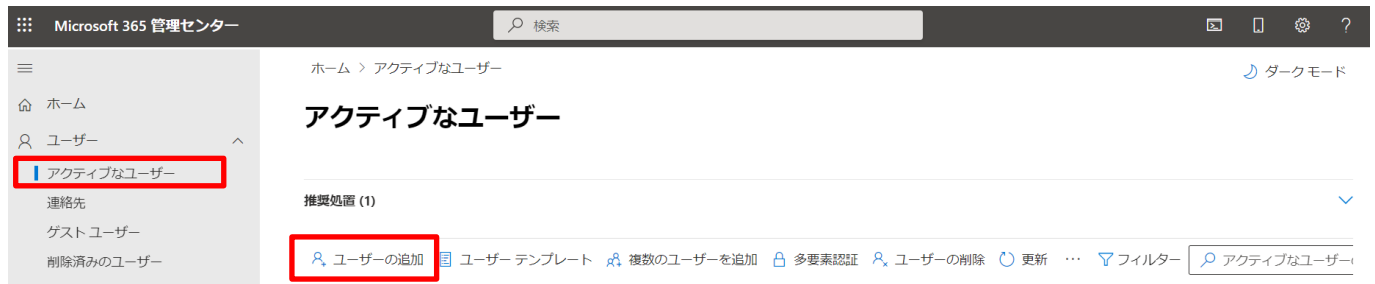 Microsoft 365 管理センター
検索
?
ホーム > アクティブなユーザー
ダーク モード
ホーム
ユーザー
アクティブなユーザー
連絡先
ゲスト ユーザー
削除済みのユーザー
アクティブなユーザー
推奨処置 (1)
ユーザーの追加 ユーザー テンプレート 複数のユーザーを追加 多要素認証 ユーザーの削除 更新 … フィルター アクティブなユーザー